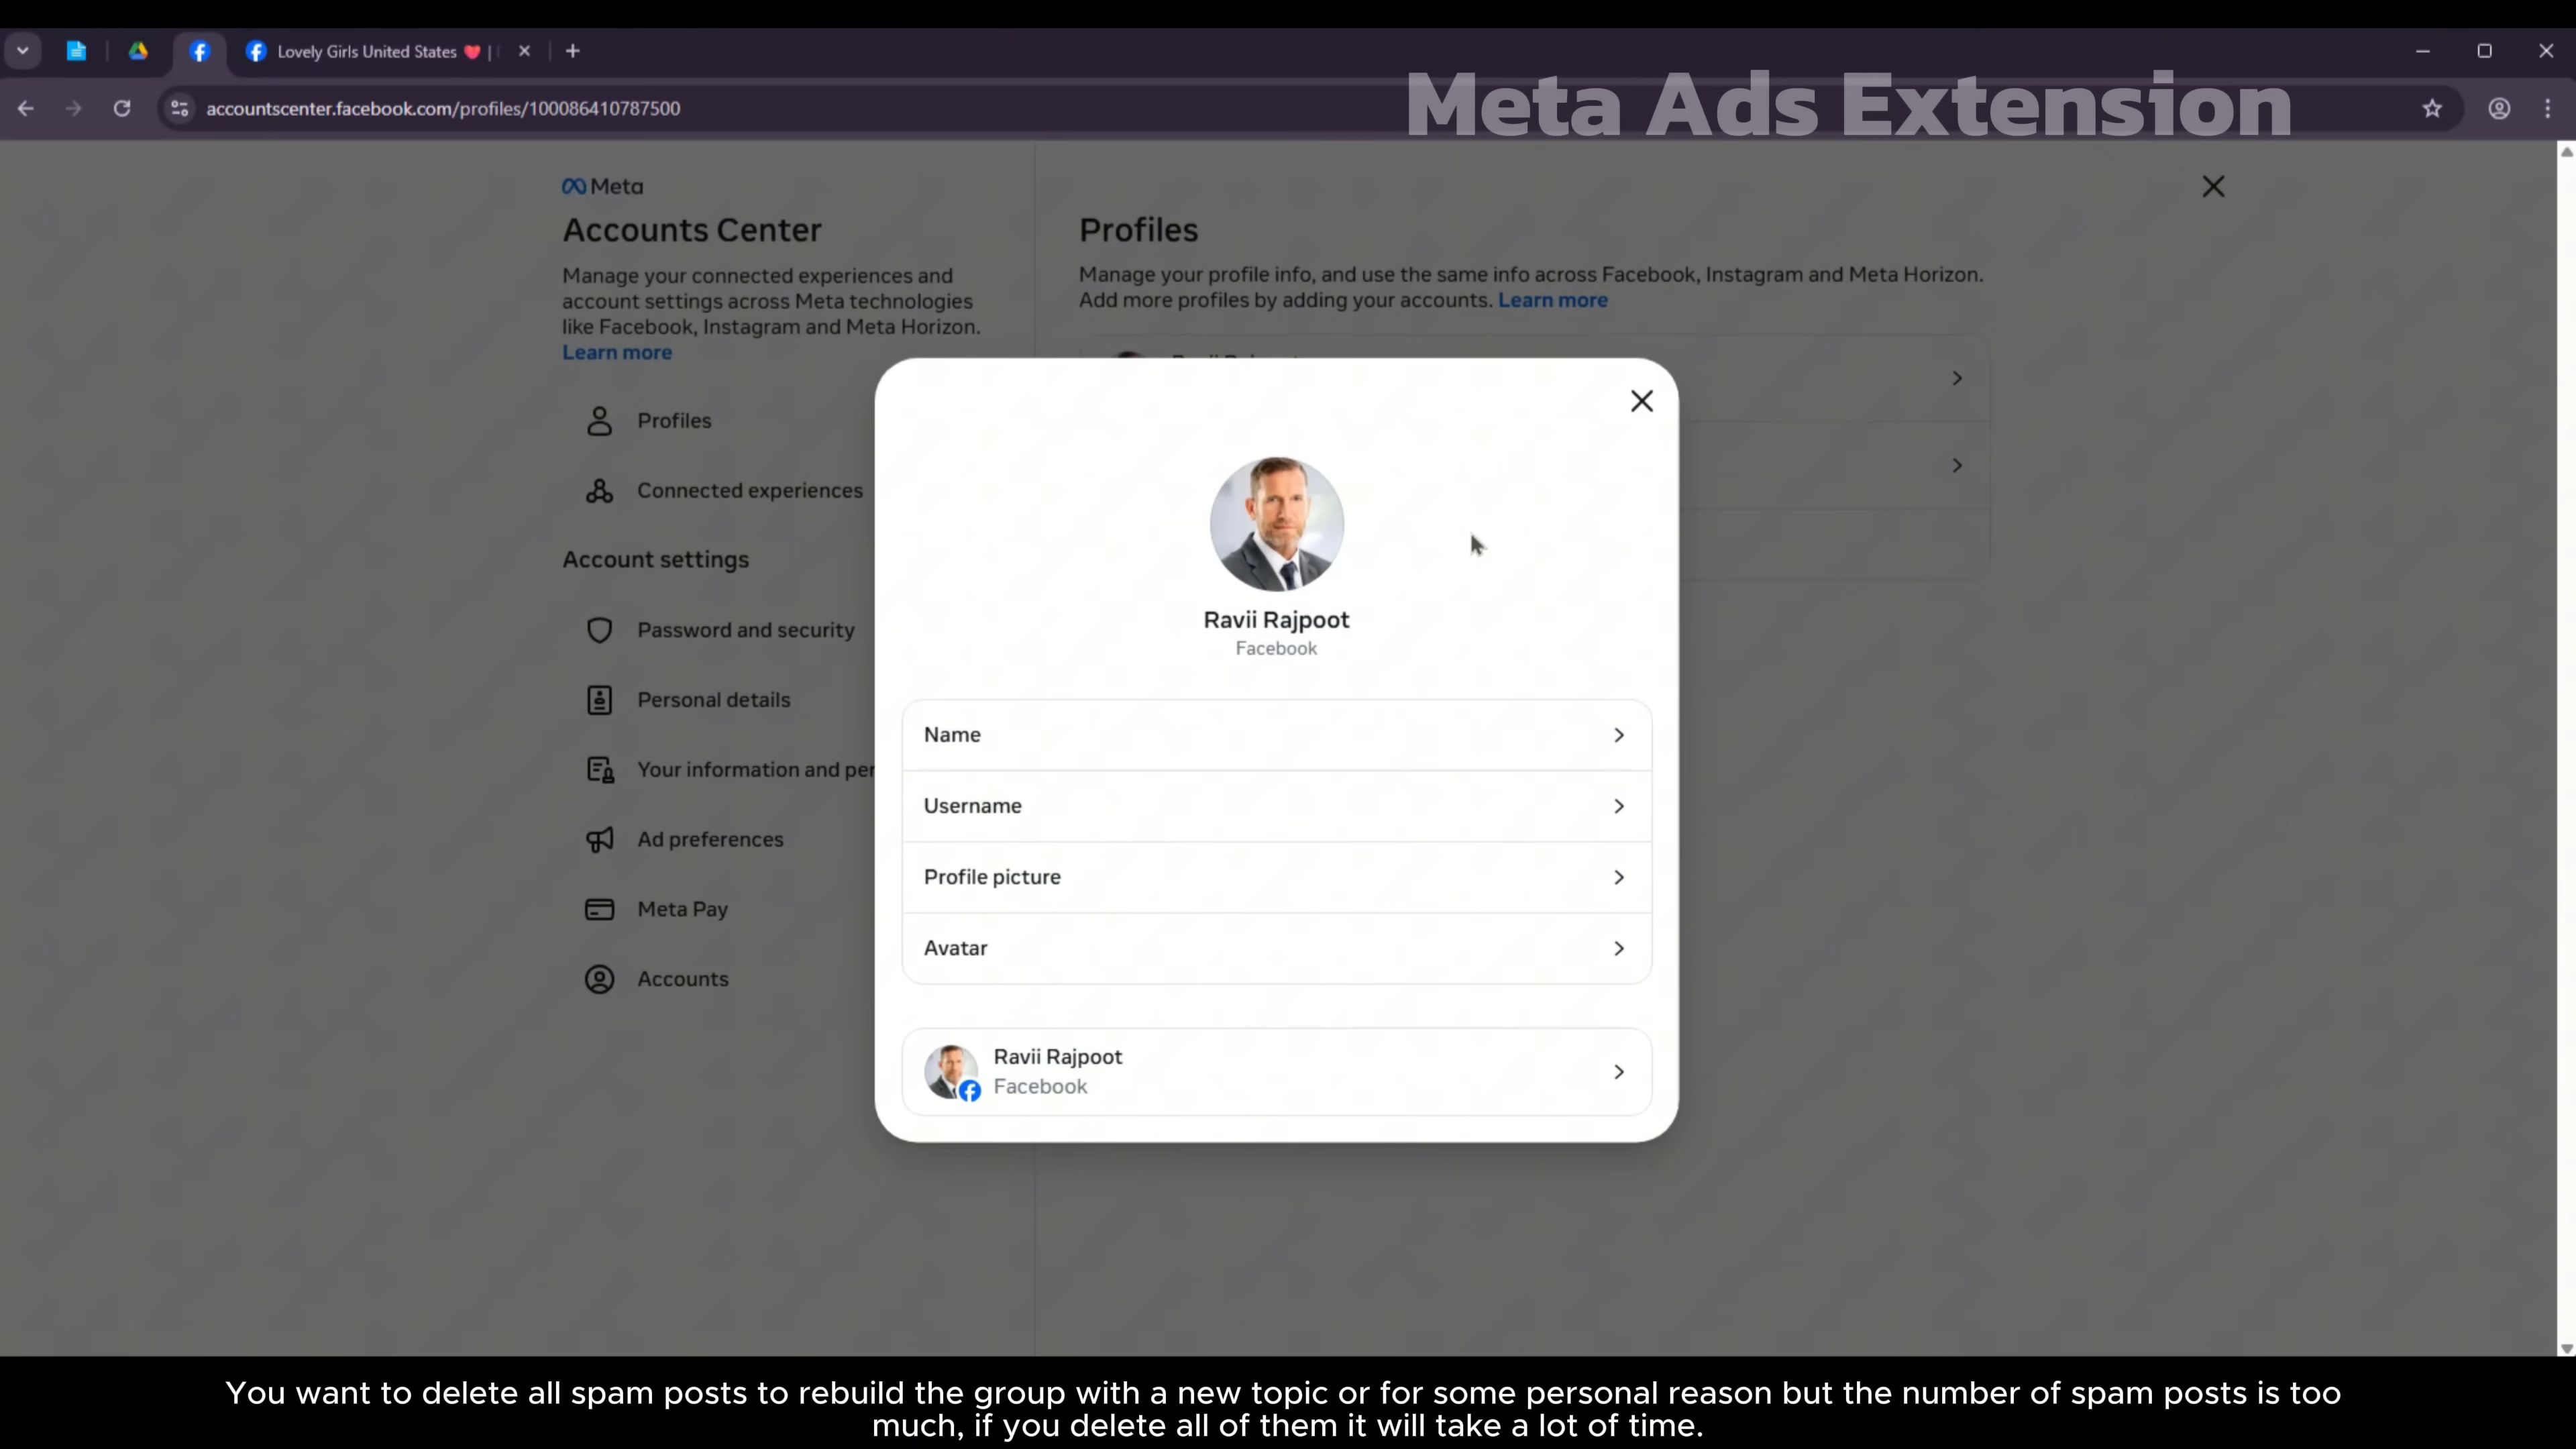 Lovely Girls United States ❤️ |
accountscenter.facebook.com/profiles/100086410787500
Meta Ads Extension
Meta
Accounts Center
Manage your connected experiences and
account settings across Meta technologies
like Facebook, Instagram and Meta Horizon.
Learn more
Profiles
Connected experiences
Account settings
Password and security
Personal details
Your information and per
Ad preferences
Meta Pay
Accounts
Profiles
Manage your profile info, and use the same info across Facebook, Instagram and Meta Horizon.
Add more profiles by adding your accounts. Learn more
Ravii Rajpoot
Facebook
Name
Username
Profile picture
Avatar
Ravii Rajpoot
Facebook
You want to delete all spam posts to rebuild the group with a new topic or for some personal reason but the number of spam posts is too
much, if you delete all of them it will take a lot of time.